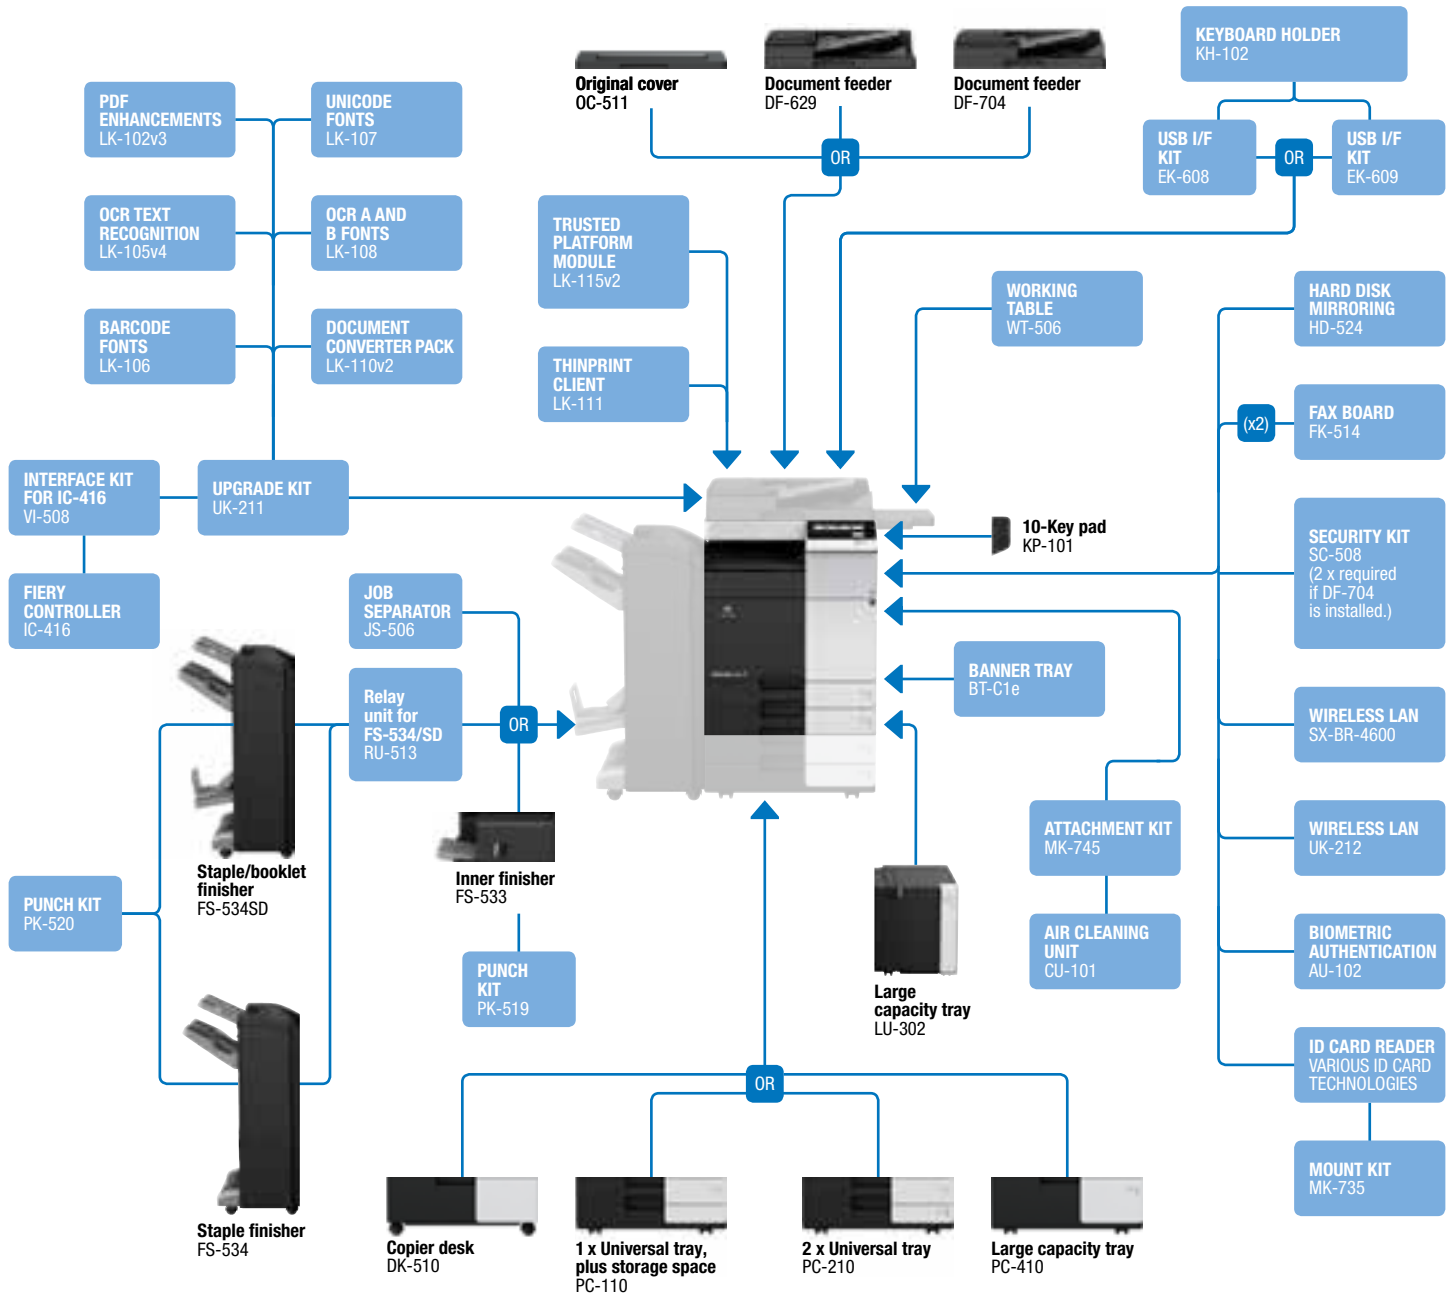 Original cover
OC-511
Document feeder
DF-629
Document feeder
DF-704
KEYBOARD HOLDER
KH-102
USB I/F
KIT
EK-608
OR
USB I/F
KIT
EK-609
OR
PDF
ENHANCEMENTS
LK-102v3
UNICODE
FONTS
LK-107
OCR TEXT
RECOGNITION
LK-105v4
OCR A AND
B FONTS
LK-108
BARCODE
FONTS
LK-106
DOCUMENT
CONVERTER PACK
LK-110v2
TRUSTED
PLATFORM
MODULE
LK-115v2
THINPRINT
CLIENT
LK-111
WORKING
TABLE
WT-506
HARD DISK
MIRRORING
HD-524
(x2)
FAX BOARD
FK-514
INTERFACE KIT
FOR IC-416
VI-508
UPGRADE KIT
UK-211
10-Key pad
KP-101
SECURITY KIT
SC-508
(2 x required
if DF-704
is installed.)
FIERY
CONTROLLER
IC-416
JOB
SEPARATOR
JS-506
Relay
unit for
FS-534/SD
RU-513
OR
BANNER TRAY
BT-C1e
WIRELESS LAN
SX-BR-4600
ATTACHMENT KIT
MK-745
WIRELESS LAN
UK-212
Staple/booklet
finisher
FS-534SD
Inner finisher
FS-533
PUNCH KIT
PK-520
PUNCH
KIT
PK-519
AIR CLEANING
UNIT
CU-101
BIOMETRIC
AUTHENTICATION
AU-102
Large
capacity tray
LU-302
ID CARD READER
VARIOUS ID CARD
TECHNOLOGIES
OR
MOUNT KIT
MK-735
Staple finisher
FS-534
Copier desk
DK-510
1 x Universal tray,
plus storage space
PC-110
2 x Universal tray
PC-210
Large capacity tray
PC-410